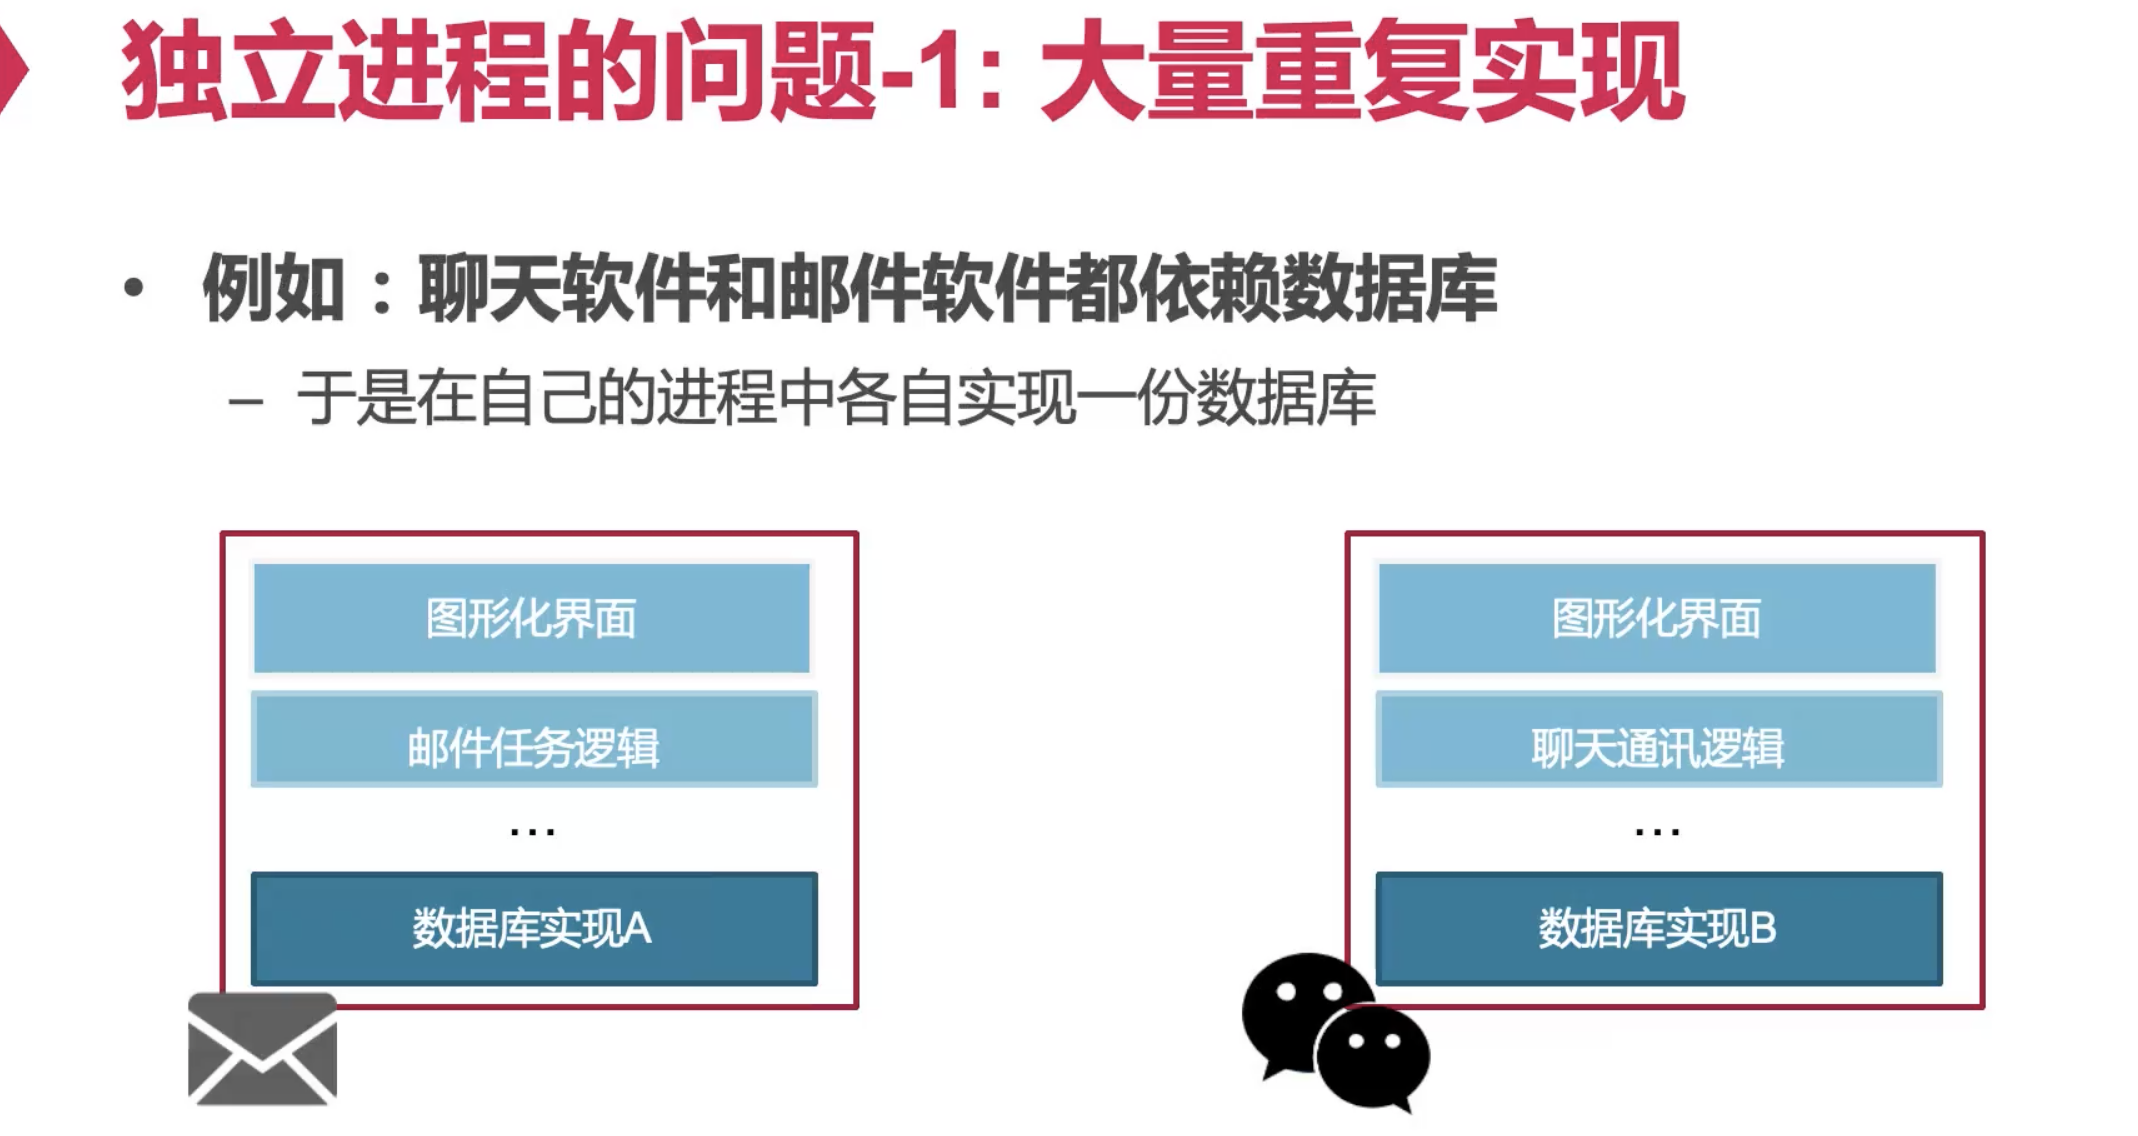 独立进程的问题-1: 大量重复实现
• 例如：聊天软件和邮件软件都依赖数据库
– 于是在自己的进程中各自实现一份数据库
图形化界面
邮件任务逻辑
...
数据库实现A
图形化界面
聊天通讯逻辑
...
数据库实现B